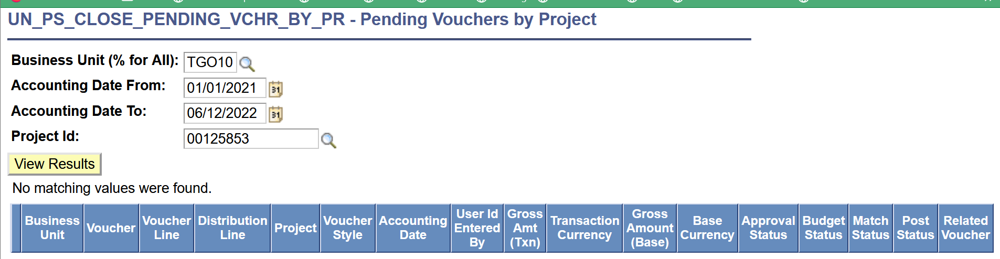 UN_PS_CLOSE_PENDING_VCHR_BY_PR - Pending Vouchers by Project
Business Unit (% for All): TGO10
Accounting Date From: 01/01/2021
31
Accounting Date To: 06/12/2022
31
Project Id: 00125853
View Results
No matching values were found.
Business Unit
Voucher
Voucher Line
Distribution Line
Project
Voucher Style
Accounting Date
User Id Entered By
Gross Amt (Txn)
Transaction Currency
Gross Amount (Base)
Base Currency
Approval Status
Budget Status
Match Status
Post Status
Related Voucher